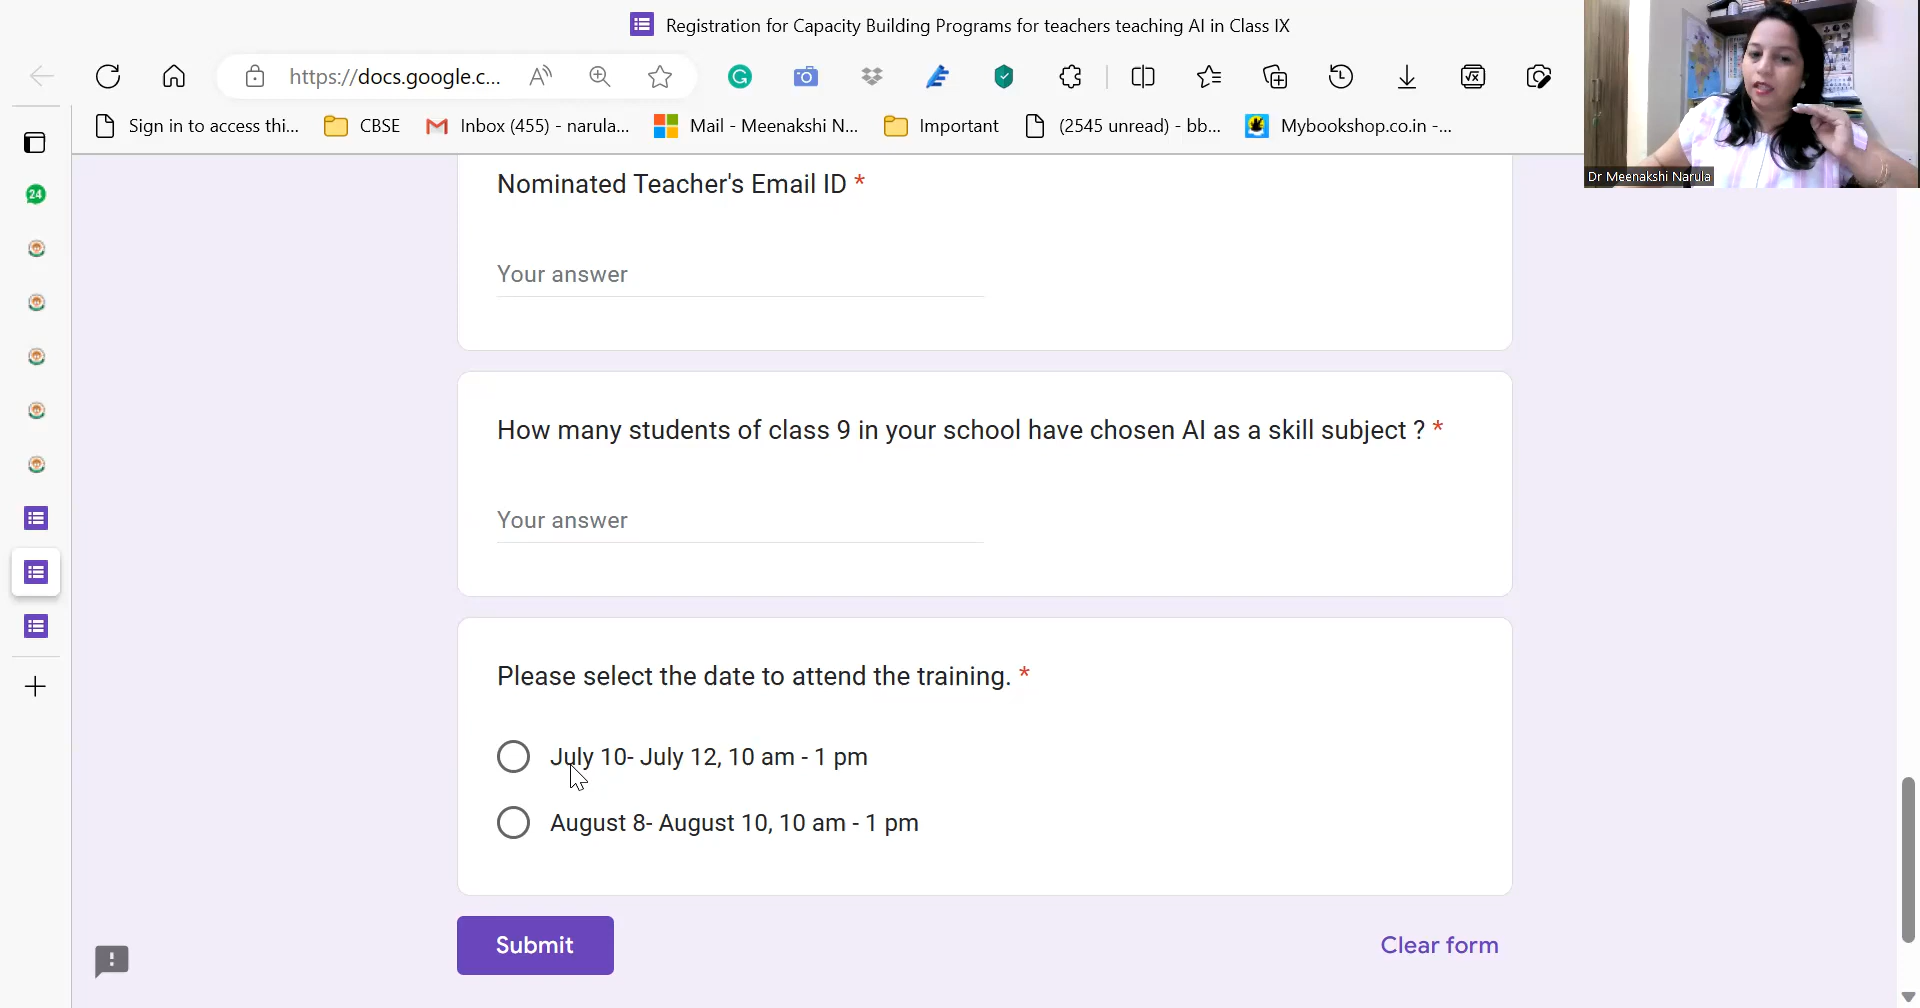 Registration for Capacity Building Programs for teachers teaching AI in Class IX
https://docs.google.c...
Sign in to access thi...
CBSE
Inbox (455) - narula...
Mail - Meenakshi N...
Important
(2545 unread) - bb...
Mybookshop.co.in -...
Dr Meenakshi Narula
24
Nominated Teacher's Email ID *
Your answer
How many students of class 9 in your school have chosen AI as a skill subject ? *
Your answer
Please select the date to attend the training. *
July 10- July 12, 10 am - 1 pm
August 8- August 10, 10 am - 1 pm
Submit
Clear form